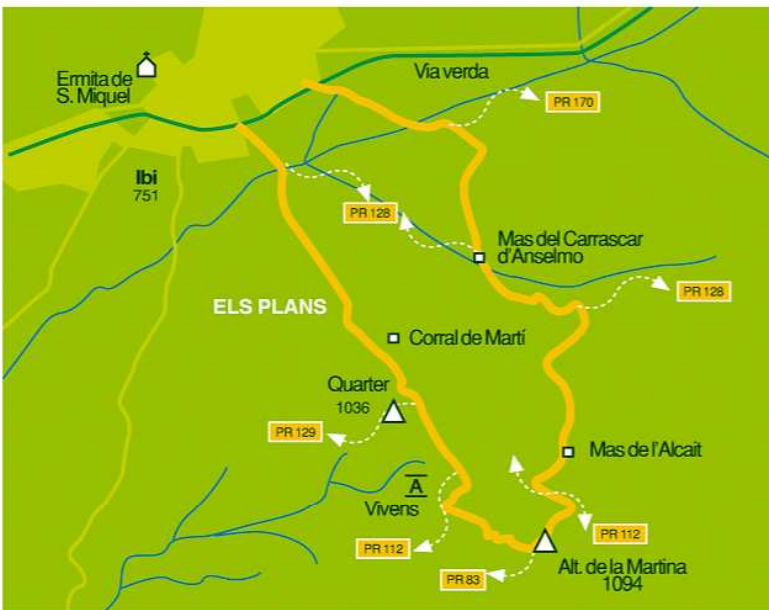 Ermita de
S. Miquel
Via verda
PR 170
Ibi
751
PR 128
Mas del Carrascar
d'Anselmo
PR 128
ELS PLANS
Corral de Martí
Quarter
1036
PR 129
Mas de l'Alcait
A
Vivens
PR 112
PR 112
Alt. de la Martina
1094
PR 83